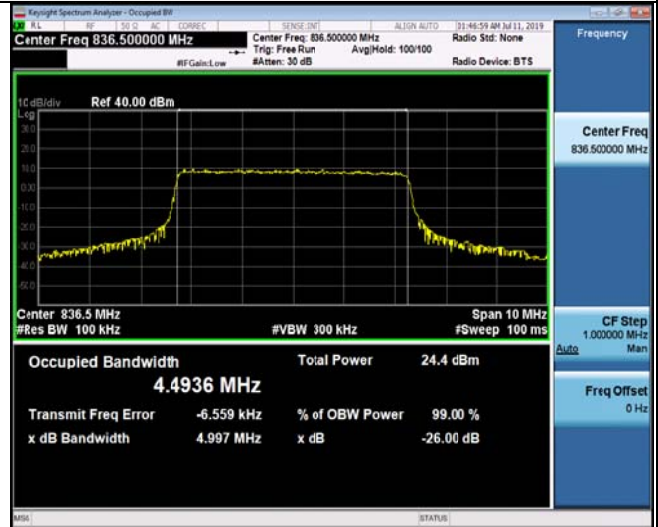 Keysight Spectrum Analyzer - Occupied BW
RL RF 50 Ω AC CORREC SENSE:INT ALIGN AUTO 01:46:59 AM Jul 11, 2019
Center Freq 836.500000 MHz Center Freq: 836.500000 MHz Radio Std: None Frequency
Trig: Free Run Avg|Hold: 100/100
#IFGain:Low #Atten: 30 dB Radio Device: BTS
10 dB/div Ref 40.00 dBm
Log
30.0
20.0
10.0
0.00
-10.0
-20.0
-30.0
-40.0
-50.0
Center 836.5 MHz Span 10 MHz
#Res BW 100 kHz #VBW 300 kHz #Sweep 100 ms
Occupied Bandwidth Total Power 24.4 dBm
4.4936 MHz
Transmit Freq Error -6.559 kHz % of OBW Power 99.00 %
x dB Bandwidth 4.997 MHz x dB -26.00 dB
Center Freq
836.500000 MHz
CF Step
1.000000 MHz
Auto Man
Freq Offset
0 Hz
MSG STATUS